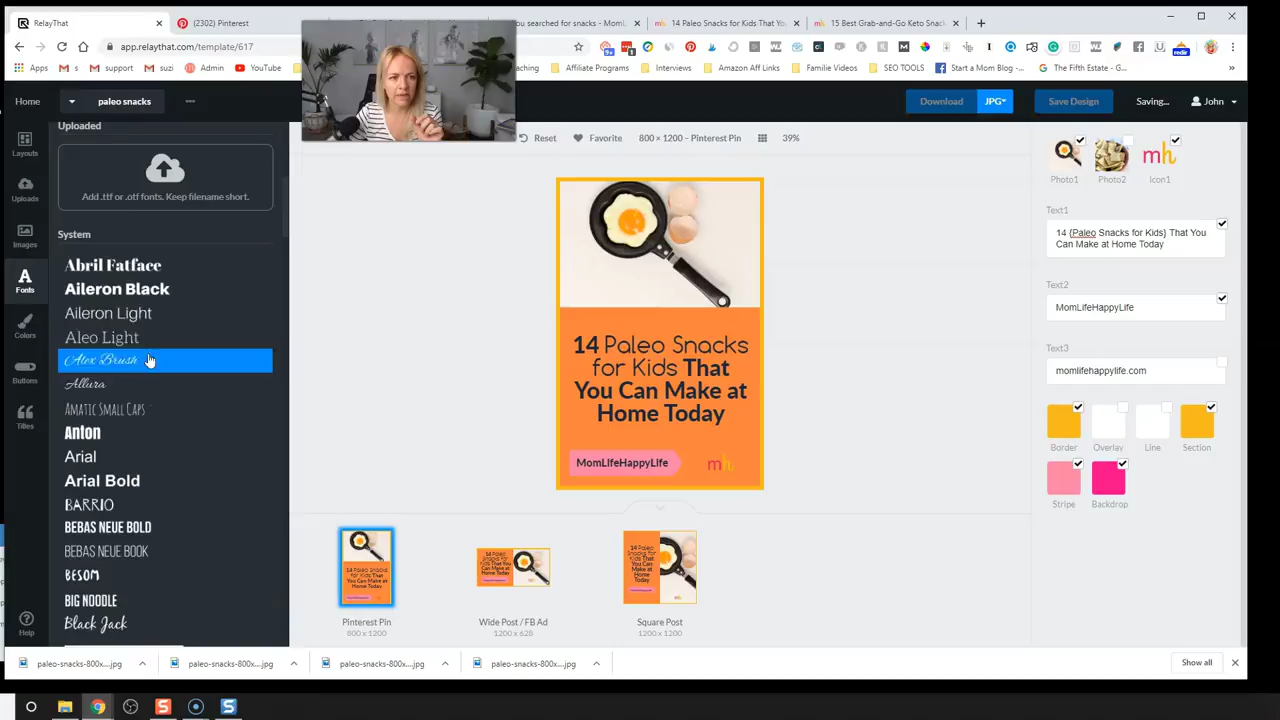 RelayThat
(2302) Pinterest
you searched for snacks - MomL
14 Paleo Snacks for Kids That Yo
15 Best Grab-and-Go Keto Snack
app.relaythat.com/template/617
Apps
s
support
suzi
Admin
YouTube
Affiliate Programs
Interviews
Amazon Aff Links
Familie Videos
SEO TOOLS
Start a Mom Blog
The Fifth Estate - G...
Home
paleo snacks
Download
JPG
Save Design
Saving...
John
Reset
Favorite
800 × 1200 – Pinterest Pin
39%
Layouts
Uploads
Images
Fonts
Colors
Buttons
Titles
Help
Uploaded
Add .ttf or .otf fonts. Keep filename short.
System
Abril Fatface
Aileron Black
Aileron Light
Aleo Light
Alex Brush
Allura
AMATIC SMALL CAPS
Anton
Arial
Arial Bold
BARRIO
BEBAS NEUE BOLD
BEBAS NEUE BOOK
BESOM
BIG NOODLE
Black Jack
14 Paleo Snacks
for Kids That
You Can Make at
Home Today
MomLifeHappyLife
mh
Pinterest Pin
800 x 1200
Wide Post / FB Ad
1200 x 628
Square Post
1200 x 1200
mh
Photo1
Photo2
Icon1
Text1
14 {Paleo Snacks for Kids} That You
Can Make at Home Today
Text2
MomLifeHappyLife
Text3
momlifehappylife.com
Border
Overlay
Line
Section
Stripe
Backdrop
paleo-snacks-800x....jpg
paleo-snacks-800x....jpg
paleo-snacks-800x....jpg
paleo-snacks-800x....jpg
Show all